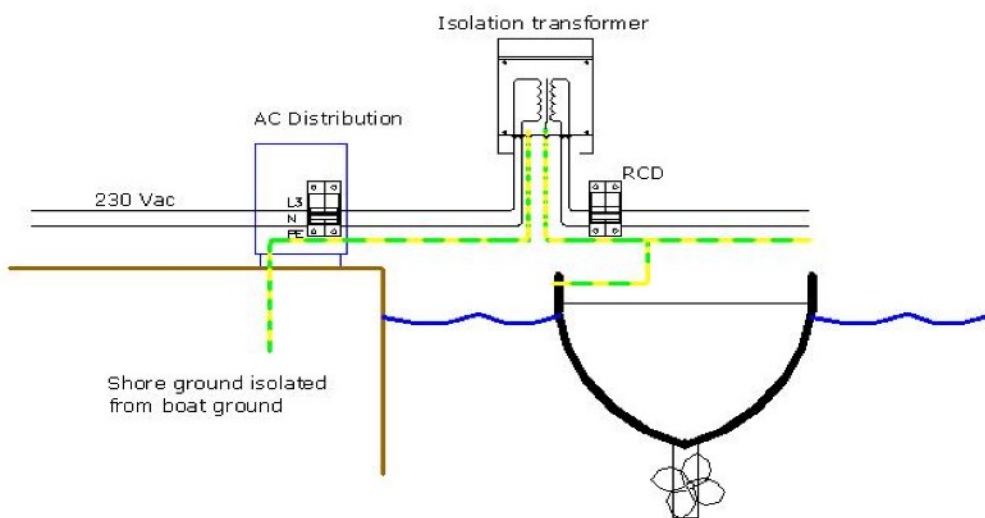 Isolation transformer
AC Distribution
RCD
230 Vac
L3
N
PE
Shore ground isolated
from boat ground